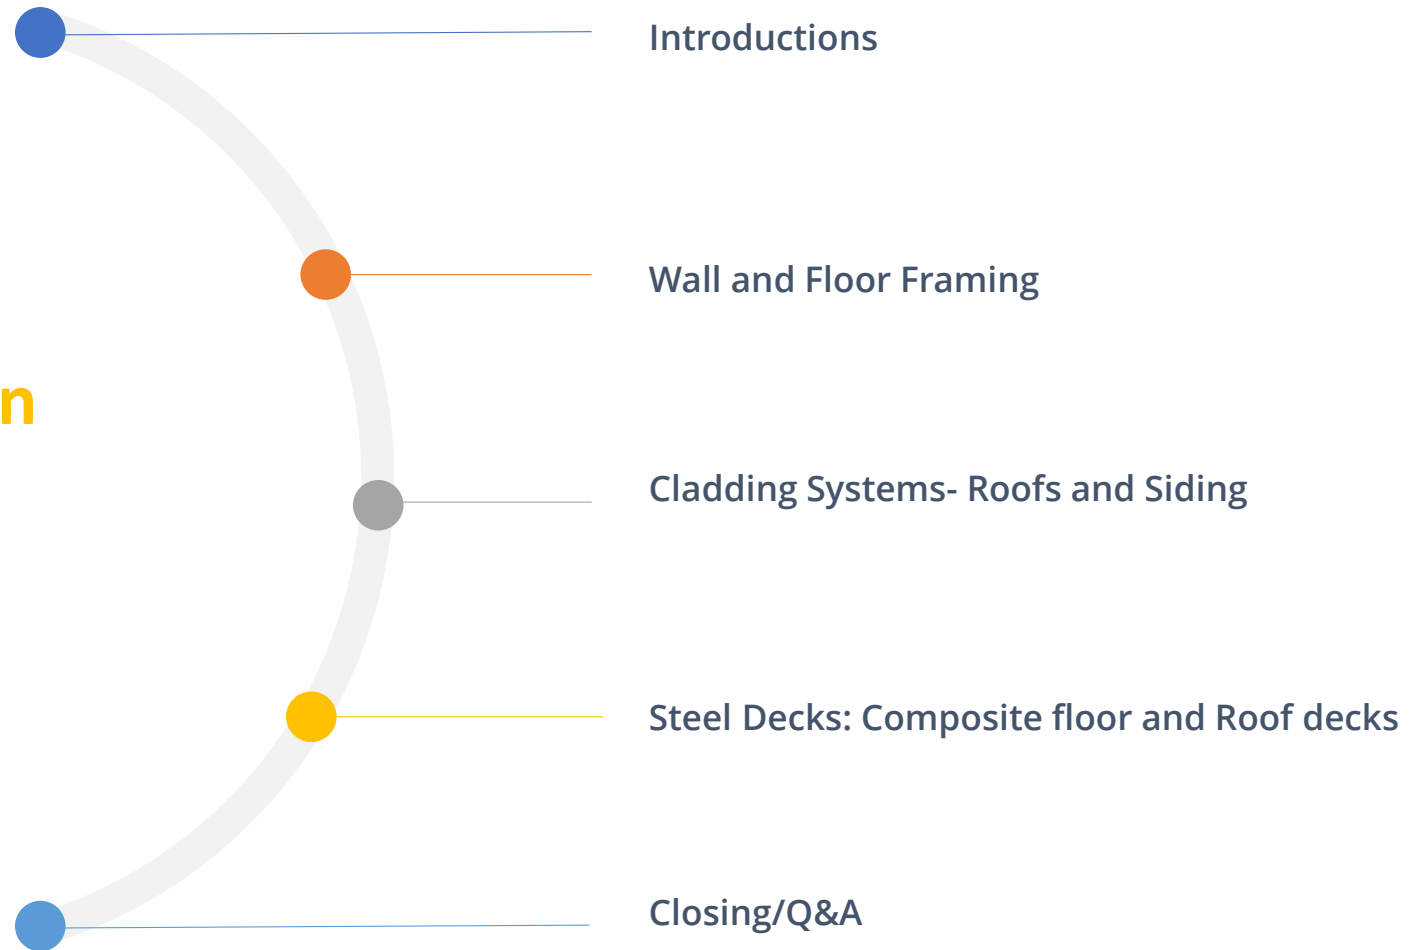 Introductions
Wall and Floor Framing
n
Cladding Systems- Roofs and Siding
Steel Decks: Composite floor and Roof decks
Closing/Q&A